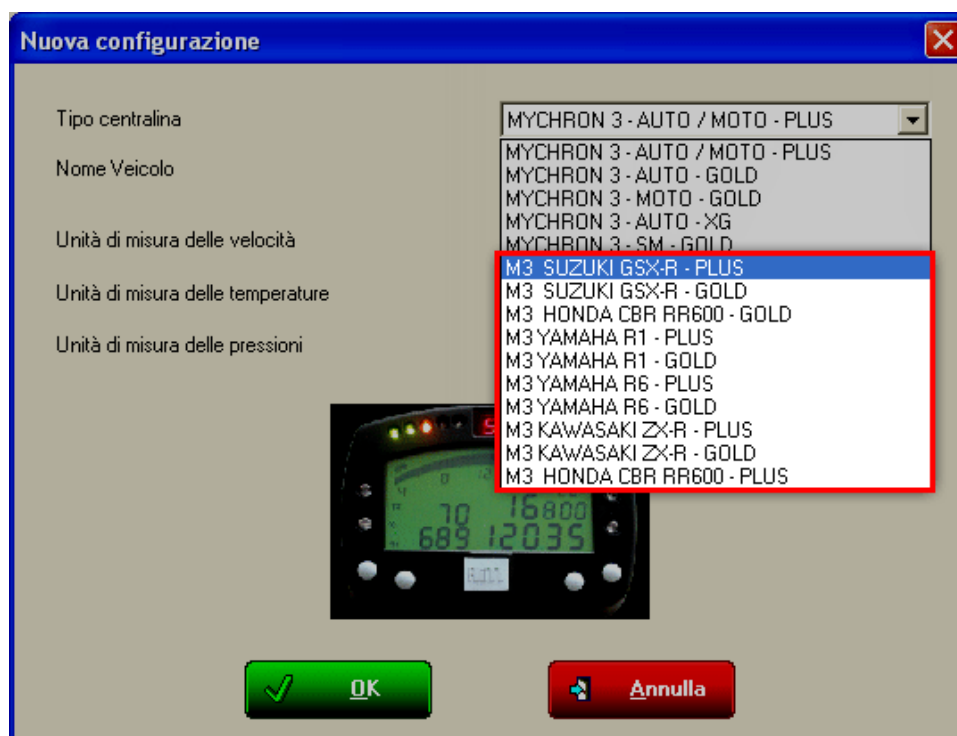 Nuova configurazione
Tipo centralina
MYCHRON 3 - AUTO / MOTO - PLUS
MYCHRON 3 - AUTO / MOTO - PLUS
MYCHRON 3 - AUTO - GOLD
MYCHRON 3 - MOTO - GOLD
MYCHRON 3 - AUTO - XG
MYCHRON 3 - SM - GOLD
M3 SUZUKI GSX-R - PLUS
M3 SUZUKI GSX-R - GOLD
M3 HONDA CBR RR600 - GOLD
M3 YAMAHA R1 - PLUS
M3 YAMAHA R1 - GOLD
M3 YAMAHA R6 - PLUS
M3 YAMAHA R6 - GOLD
M3 KAWASAKI ZX-R - PLUS
M3 KAWASAKI ZX-R - GOLD
M3 HONDA CBR RR600 - PLUS
Nome Veicolo
Unità di misura delle velocità
Unità di misura delle temperature
Unità di misura delle pressioni
70 16800
689 12035
OK
Annulla